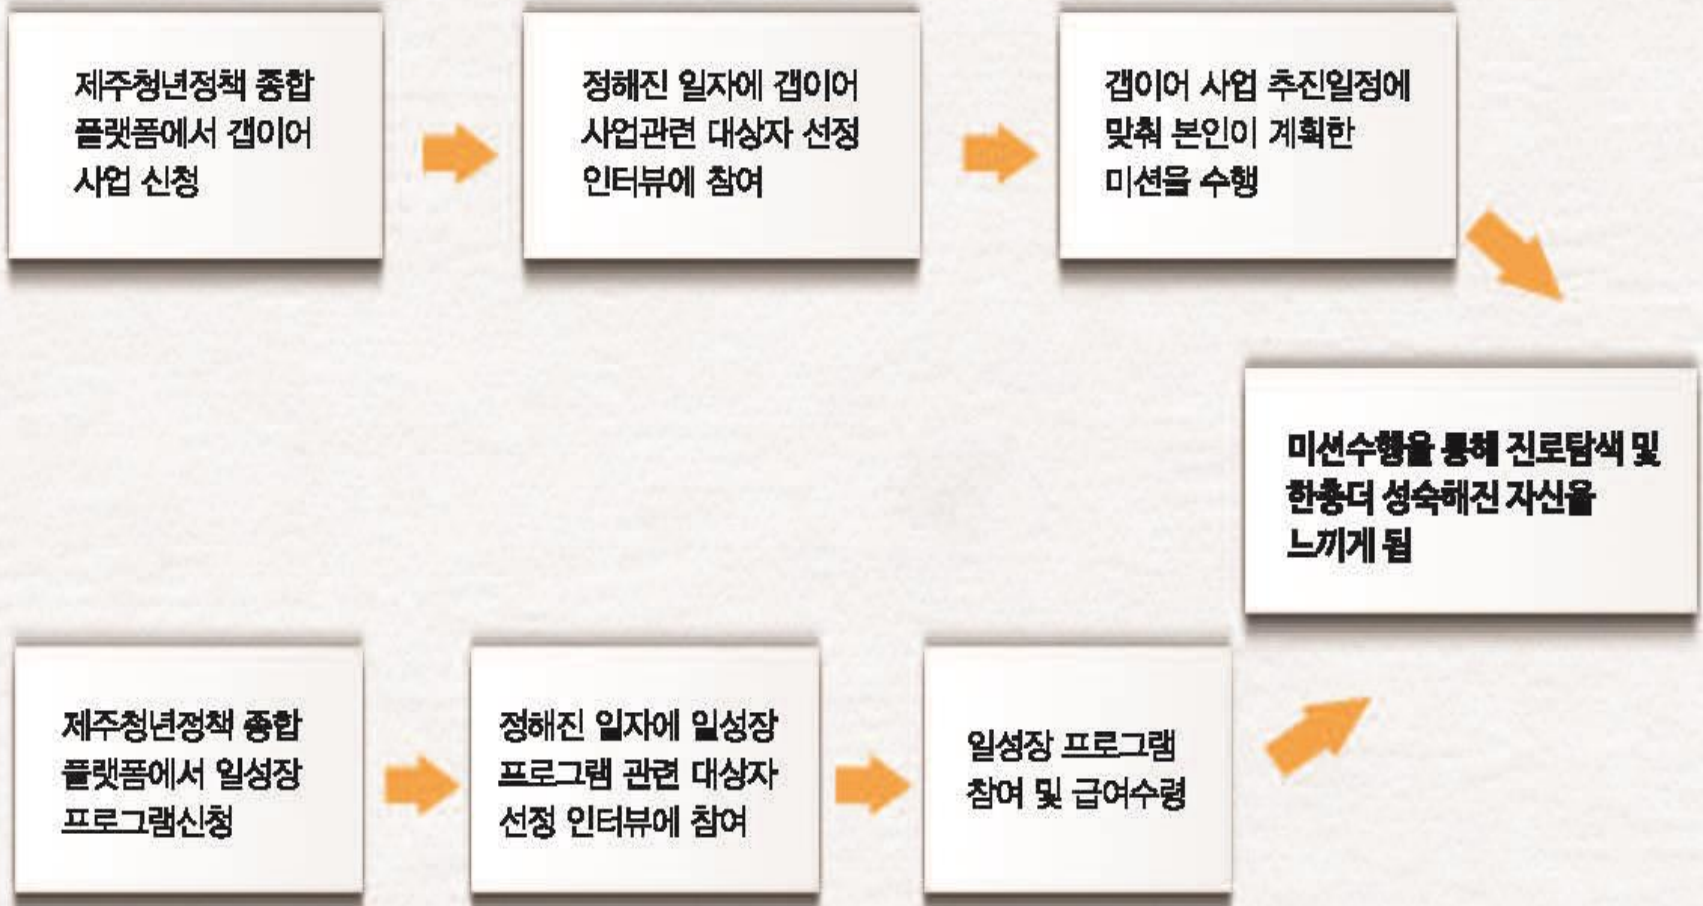 제주청년정책 종합
플랫폼에서 갭이어
사업 신청
정해진 일자에 갭이어
사업관련 대상자 선정
인터뷰에 참여
갭이어 사업 추진일정에
맞춰 본인이 계획한
미션을 수행
미션수행을 통해 진로탐색 및
한층더 성숙해진 자신을
느끼게 됨
제주청년정책 종합
플랫폼에서 일성장
프로그램신청
정해진 일자에 일성장
프로그램 관련 대상자
선정 인터뷰에 참여
일성장 프로그램
참여 및 급여수령